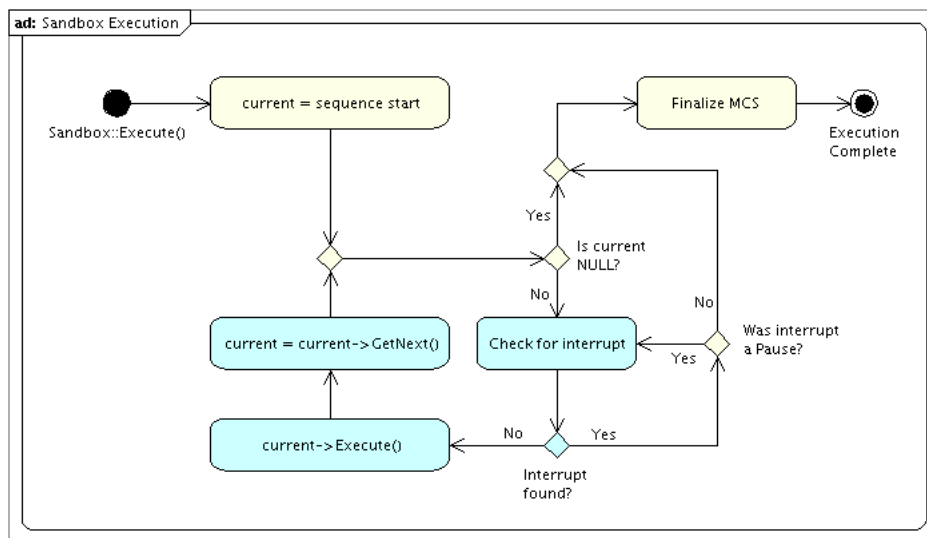 ad: Sandbox Execution
current = sequence start
Finalize MCS
Sandbox::Execute()
Execution
Complete
Yes
Is current
NULL?
No
No
current = current->GetNext()
Check for interrupt
Yes
Was interrupt
a Pause?
current->Execute()
No
Yes
Interrupt
found?